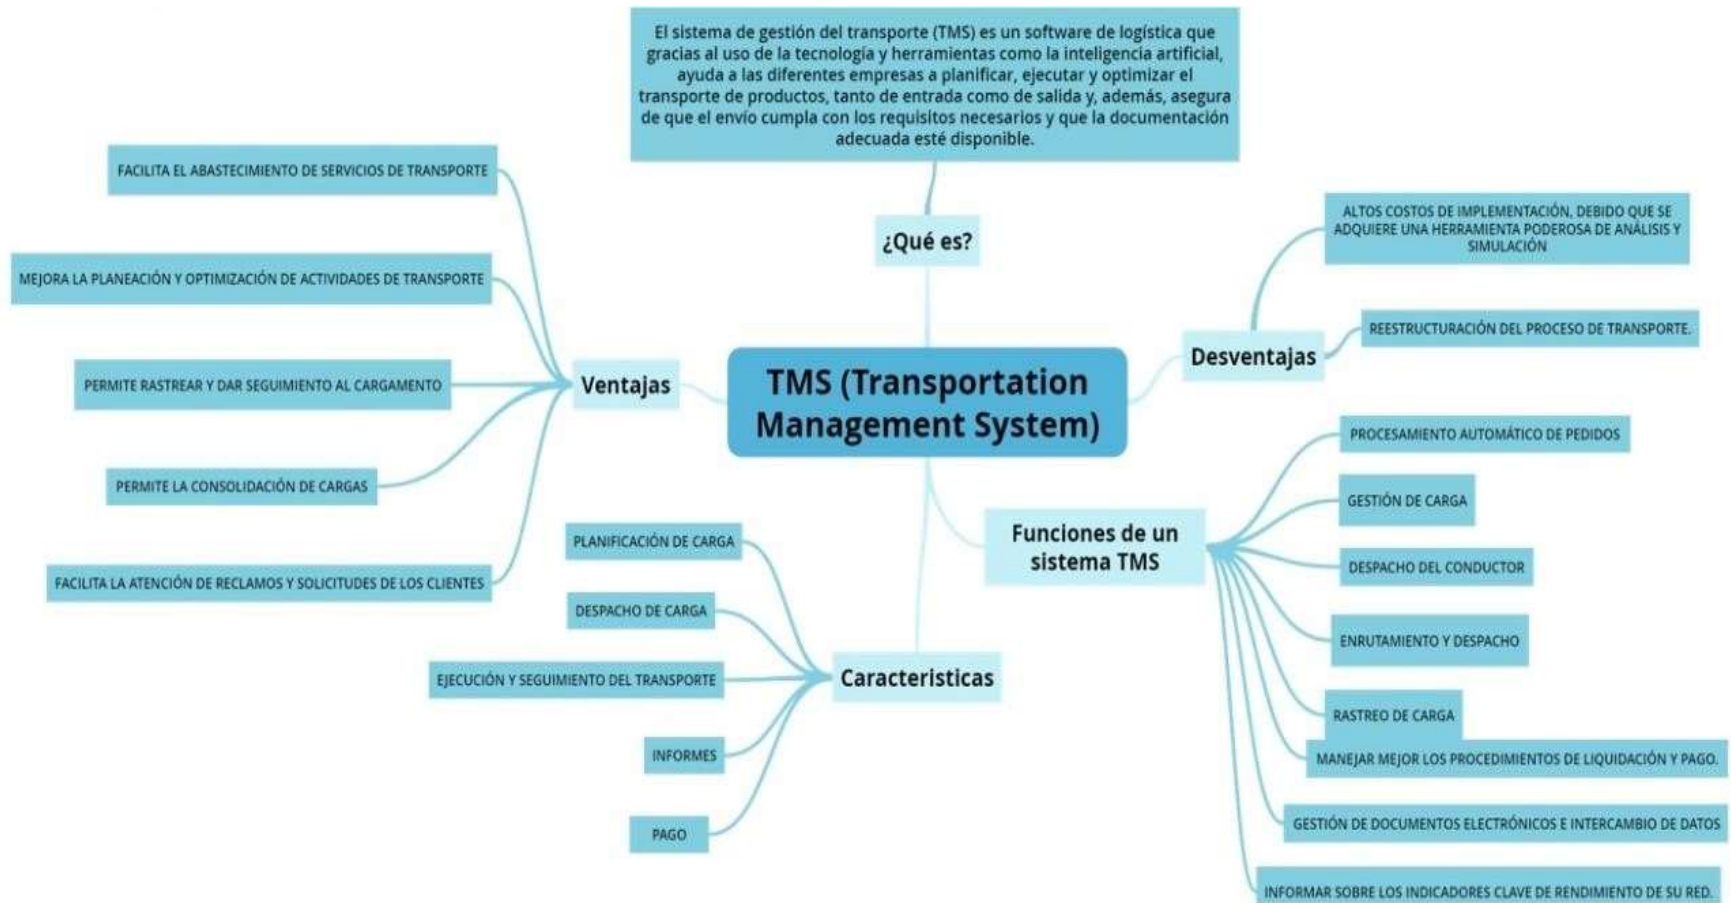 El sistema de gestión del transporte (TMS) es un software de logística que
gracias al uso de la tecnología y herramientas como la inteligencia artificial,
ayuda a las diferentes empresas a planificar, ejecutar y optimizar el
transporte de productos, tanto de entrada como de salida y, además, asegura
de que el envío cumpla con los requisitos necesarios y que la documentación
adecuada esté disponible.
¿Qué es?
TMS (Transportation
Management System)
Ventajas
FACILITA EL ABASTECIMIENTO DE SERVICIOS DE TRANSPORTE
MEJORA LA PLANEACIÓN Y OPTIMIZACIÓN DE ACTIVIDADES DE TRANSPORTE
PERMITE RASTREAR Y DAR SEGUIMIENTO AL CARGAMENTO
PERMITE LA CONSOLIDACIÓN DE CARGAS
FACILITA LA ATENCIÓN DE RECLAMOS Y SOLICITUDES DE LOS CLIENTES
Desventajas
ALTOS COSTOS DE IMPLEMENTACIÓN, DEBIDO QUE SE
ADQUIERE UNA HERRAMIENTA PODEROSA DE ANÁLISIS Y
SIMULACIÓN
REESTRUCTURACIÓN DEL PROCESO DE TRANSPORTE.
Caracteristicas
PLANIFICACIÓN DE CARGA
DESPACHO DE CARGA
EJECUCIÓN Y SEGUIMIENTO DEL TRANSPORTE
INFORMES
PAGO
Funciones de un
sistema TMS
PROCESAMIENTO AUTOMÁTICO DE PEDIDOS
GESTIÓN DE CARGA
DESPACHO DEL CONDUCTOR
ENRUTAMIENTO Y DESPACHO
RASTREO DE CARGA
MANEJAR MEJOR LOS PROCEDIMIENTOS DE LIQUIDACIÓN Y PAGO.
GESTIÓN DE DOCUMENTOS ELECTRÓNICOS E INTERCAMBIO DE DATOS
INFORMAR SOBRE LOS INDICADORES CLAVE DE RENDIMIENTO DE SU RED.